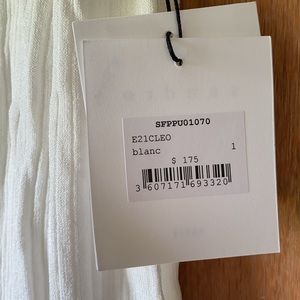 SFPPU01070
E21CLEO
blanc 1
$ 175
3 607171 693320